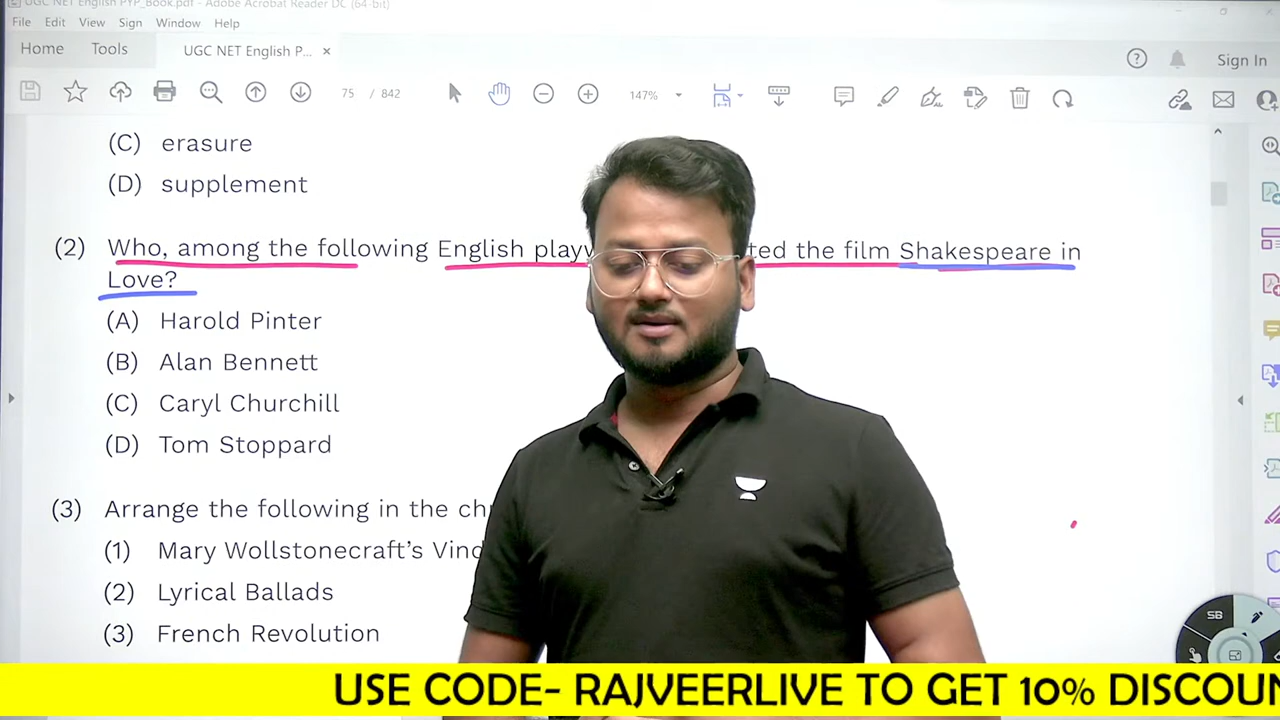 UGC NET English PYP_Book.pdf - Adobe Acrobat Reader DC (64-bit)
File Edit View Sign Window Help
Home Tools UGC NET English P... × Sign In
75 / 842 147%
(C) erasure
(D) supplement
(2) Who, among the following English playw ted the film Shakespeare in
Love?
(A) Harold Pinter
(B) Alan Bennett
(C) Caryl Churchill
(D) Tom Stoppard
(3) Arrange the following in the ch
(1) Mary Wollstonecraft's Vind
(2) Lyrical Ballads
(3) French Revolution
SB
USE CODE- RAJVEERLIVE TO GET 10% DISCOUN